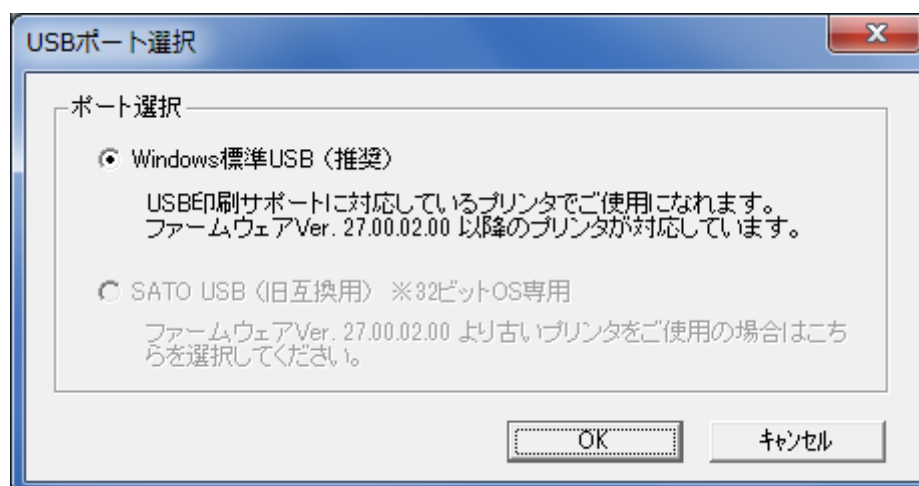 USBポート選択
ポート選択
Windows標準USB（推奨）
USB印刷サポートに対応しているプリンタでご使用になれます。
ファームウェアVer. 27.00.02.00 以降のプリンタが対応しています。
SATO USB（旧互換用） ※32ビットOS専用
ファームウェアVer. 27.00.02.00 より古いプリンタをご使用の場合はこち
らを選択してください。
OK
キャンセル